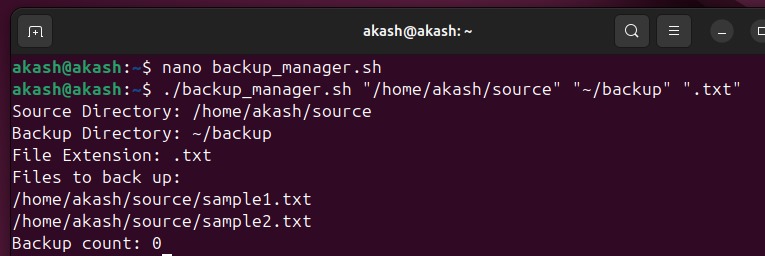 akash@akash: ~
akash@akash:~$ nano backup_manager.sh
akash@akash:~$ ./backup_manager.sh "/home/akash/source" "~/backup" ".txt"
Source Directory: /home/akash/source
Backup Directory: ~/backup
File Extension: .txt
Files to back up:
/home/akash/source/sample1.txt
/home/akash/source/sample2.txt
Backup count: 0